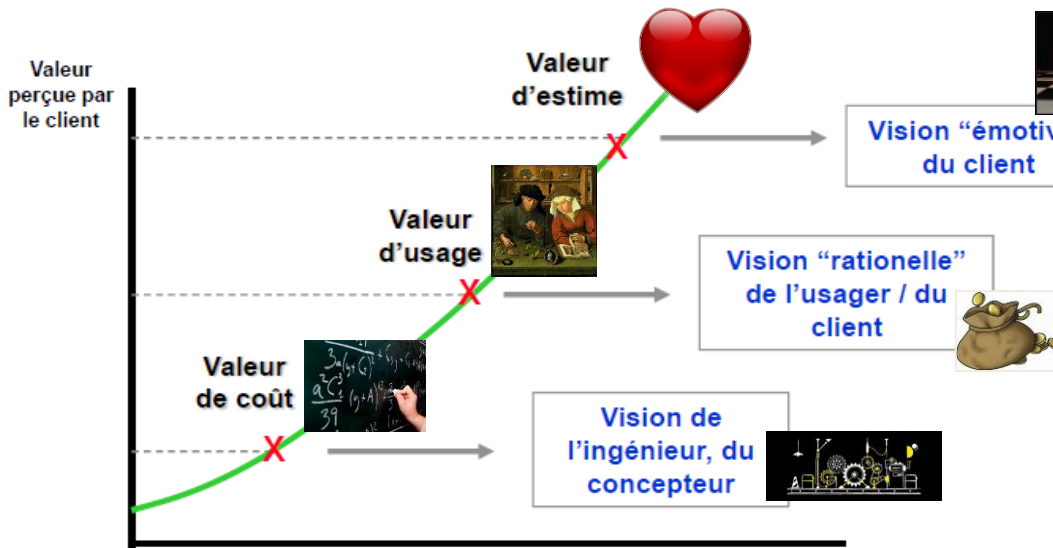 Valeur
perçue par
le client
Valeur
d'estime
Vision “émotiv
du client
Valeur
d'usage
Vision “rationelle”
de l'usager / du
client
Valeur
de coût
Vision de
l'ingénieur, du
concepteur